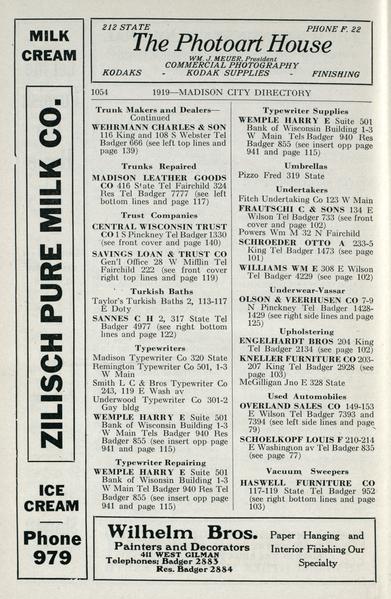 MILK
CREAM
ZILISCH PURE MILK CO.
ICE
CREAM
Phone
979
212 STATE
PHONE F. 22
The Photoart House
WM. J. MEUER, President
COMMERCIAL PHOTOGRAPHY
KODAKS - KODAK SUPPLIES - FINISHING
1054
1919—MADISON CITY DIRECTORY
Trunk Makers and Dealers—
Continued
WEHRMANN CHARLES & SON
116 King and 108 S Webster Tel
Badger 666 (see left top lines and
page 139)
Trunks Repaired
MADISON LEATHER GOODS
CO 416 State Tel Fairchild 324
Res Tel Badger 7777 (see left
bottom lines and page 117)
Trust Companies
CENTRAL WISCONSIN TRUST
CO 1 S Pinckney Tel Badger 1330
(see front cover and page 140)
SAVINGS LOAN & TRUST CO
Gen'l Office 28 W Mifflin Tel
Fairchild 222 (see front cover
right top lines and page 119)
Turkish Baths
Taylor's Turkish Baths 2, 113-117
E Doty
SANNES C H 2, 317 State Tel
Badger 4977 (see right bottom
lines and page 122)
Typewriters
Madison Typewriter Co 320 State
Remington Typewriter Co 501, 1-3
W Main
Smith L C & Bros Typewriter Co
243, 119 E Wash av
Underwood Typewriter Co 301-2
Gay bldg
WEMPLE HARRY E Suite 501
Bank of Wisconsin Building 1-3
W Main Tels Badger 940 Res
Badger 855 (see insert opp page
941 and page 115)
Typewriter Repairing
WEMPLE HARRY E Suite 501
Bank of Wisconsin Building 1-3
W Main Tel Badger 940 Res Tel
Badger 855 (see insert opp page
941 and page 115)
Typewriter Supplies
WEMPLE HARRY E Suite 501
Bank of Wisconsin Building 1-3
W Main Tels Badger 940 Res
Badger 855 (see insert opp page
941 and page 115)
Umbrellas
Pizzo Fred 319 State
Undertakers
Fitch Undertaking Co 123 W Main
FRAUTSCHI C & SONS 134 E
Wilson Tel Badger 733 (see front
cover and page 102)
Powers Wm M 32 N Fairchild
SCHROEDER OTTO A 233-5
King Tel Badger 1473 (see page
101)
WILLIAMS WM E 308 E Wilson
Tel Badger 4229 (see page 102)
Underwear-Vassar
OLSON & VEERHUSEN CO 7-9
N Pinckney Tel Badger 1428-
1429 (see right side lines and page
125)
Upholstering
ENGELHARDT BROS 204 King
Tel Badger 2134 (see page 102)
KNELLER FURNITURE CO 203-
207 King Tel Badger 2928 (see
page 103)
McGilligan Jno E 328 State
Used Automobiles
OVERLAND SALES CO 149-153
E Wilson Tel Badger 7393 and
7394 (see left side lines and page
79)
SCHOELKOPF LOUIS F 210-214
E Washington av Tel Badger 835
(see page 77)
Vacuum Sweepers
HASWELL FURNITURE CO
117-119 State Tel Badger 952
(see right bottom lines and page
103)
Wilhelm Bros.
Painters and Decorators
411 WEST GILMAN
Telephones: Badger 2883
Res. Badger 2884
Paper Hanging and
Interior Finishing Our
Specialty